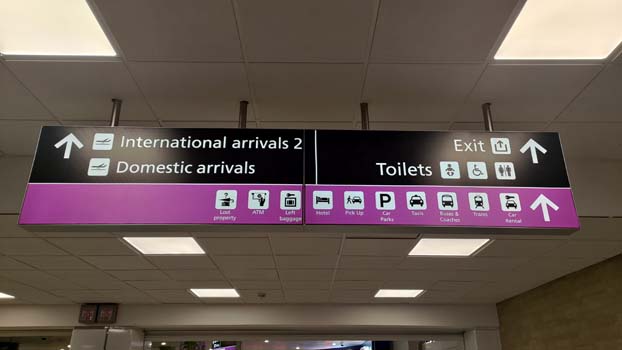 International arrivals 2
Domestic arrivals
Exit
Toilets
Lost property
ATM
Left baggage
Hotel
Pick Up
P
Car Parks
Taxis
Buses & Coaches
Trams
Car Rental